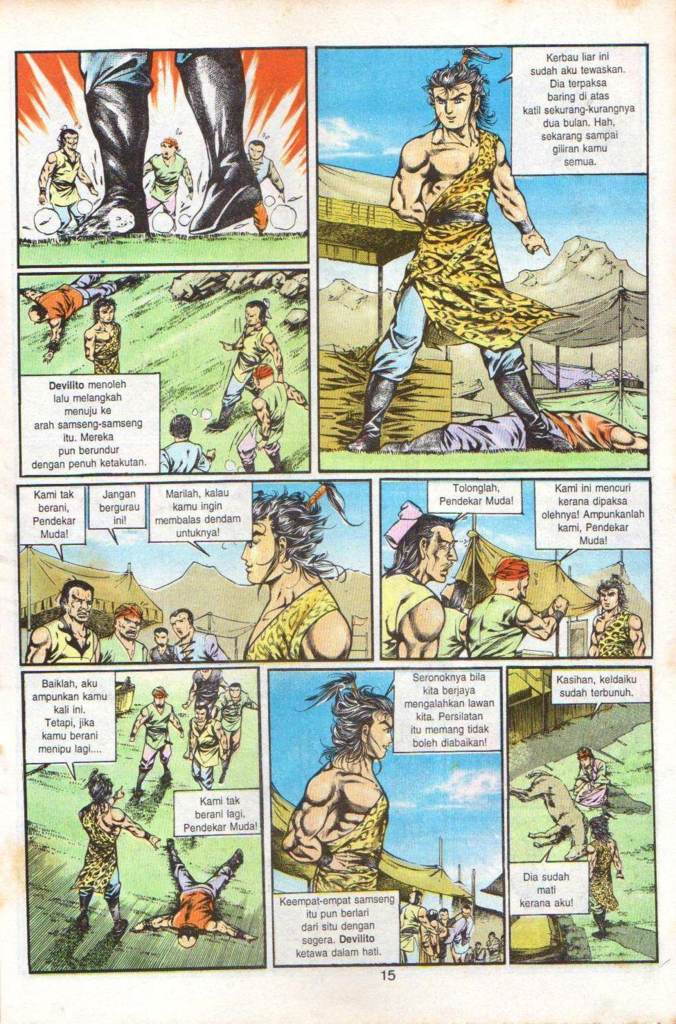 Kerbau liar ini
sudah aku tewaskan.
Dia terpaksa
baring di atas
katil sekurang-kurangnya
dua bulan. Hah,
sekarang sampai
giliran kamu
semua.
Devilito menoleh
lalu melangkah
menuju ke
arah samseng-samseng
itu. Mereka
pun berundur
dengan penuh ketakutan.
Kami tak
berani,
Pendekar
Muda!
Jangan
bergurau
ini!
Marilah, kalau
kamu ingin
membalas dendam
untuknya!
Tolonglah,
Pendekar Muda!
Kami ini mencuri
kerana dipaksa
olehnya! Ampunkanlah
kami, Pendekar
Muda!
Baiklah, aku
ampunkan kamu
kali ini.
Tetapi, jika
kamu berani
menipu lagi....
Kami tak
berani lagi,
Pendekar Muda!
Seronoknya bila
kita berjaya
mengalahkan lawan
kita. Persilatan
itu memang tidak
boleh diabaikan!
Keempat-empat samseng
itu pun berlari
dari situ dengan
segera. Devilito
ketawa dalam hati.
Kasihan, keldaiku
sudah terbunuh.
Dia sudah
mati
kerana aku!
15